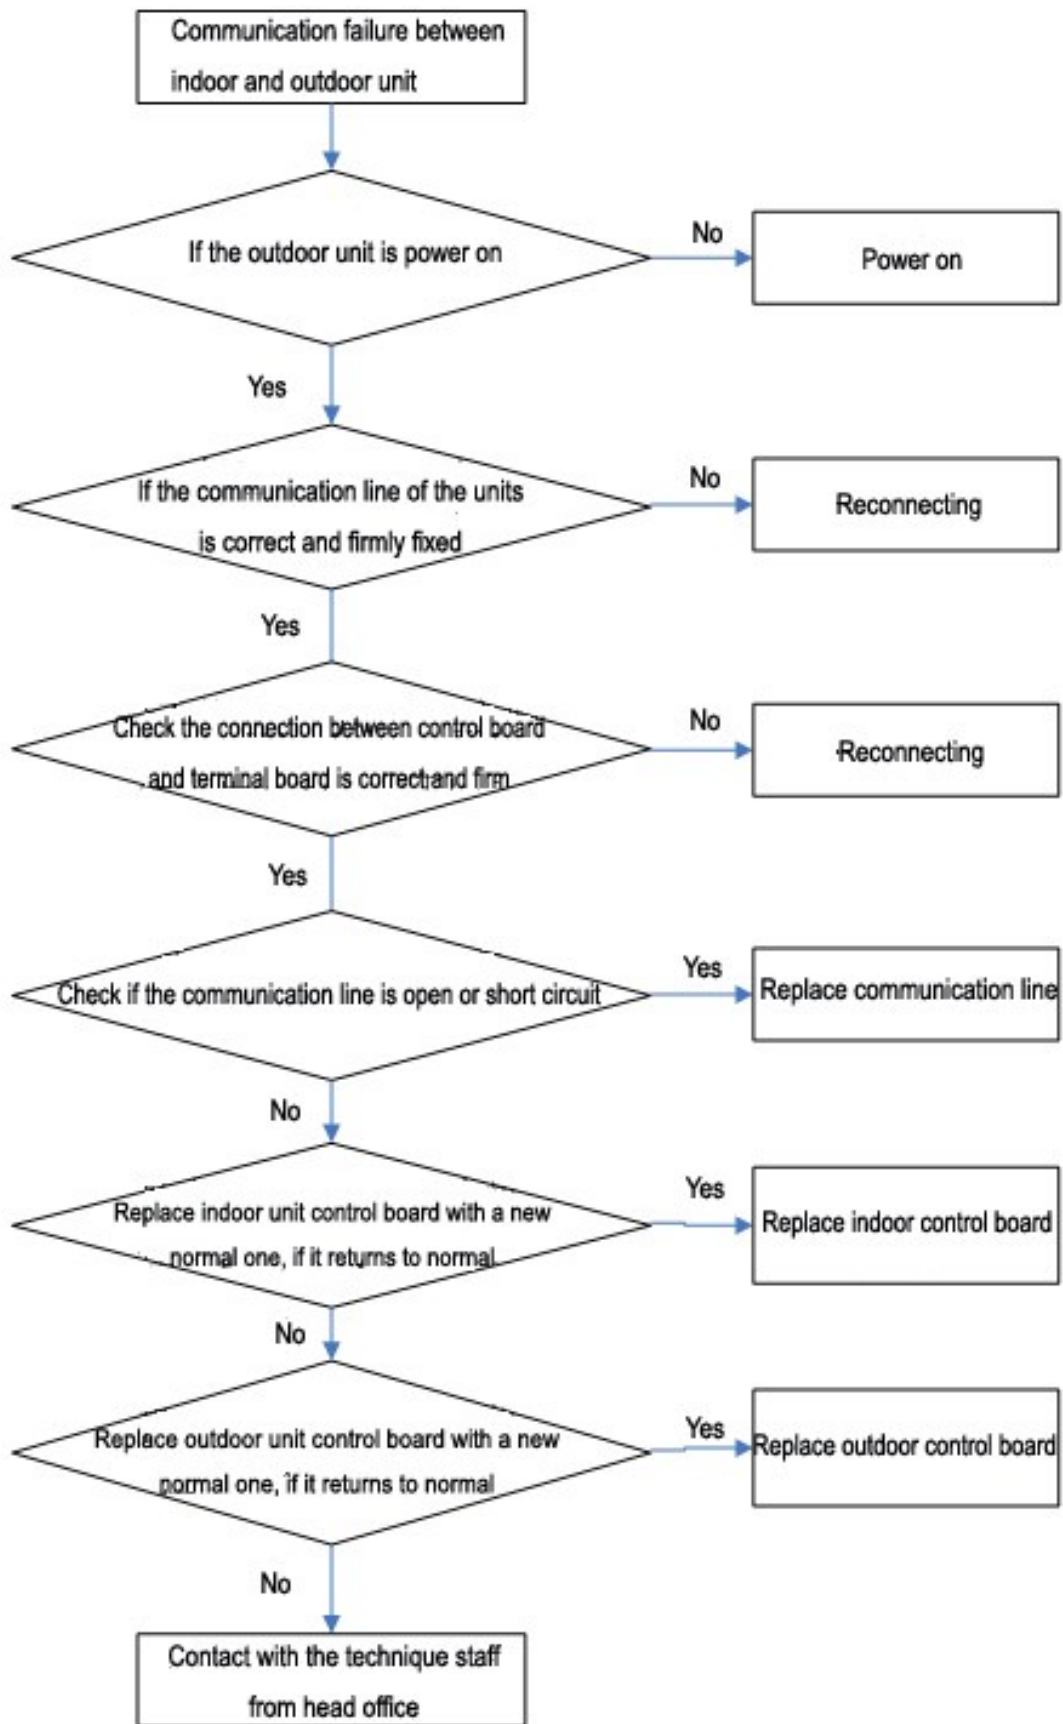 Communication failure between
indoor and outdoor unit
If the outdoor unit is power on
No
Power on
Yes
If the communication line of the units
is correct and firmly fixed
No
Reconnecting
Yes
Check the connection between control board
and terminal board is correct and firm
No
Reconnecting
Yes
Check if the communication line is open or short circuit
Yes
Replace communication line
No
Replace indoor unit control board with a new
normal one, if it returns to normal
Yes
Replace indoor control board
No
Replace outdoor unit control board with a new
normal one, if it returns to normal
Yes
Replace outdoor control board
No
Contact with the technique staff
from head office